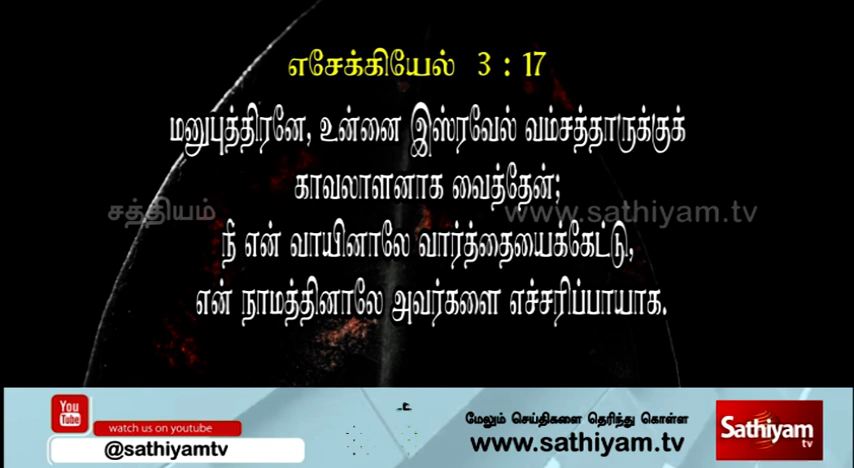 எசேக்கியேல் 3 : 17
மனுபுத்திரனே, உன்னை இஸ்ரவேல் வம்சத்தாருக்குக்
காவலாளனாக வைத்தேன்;
சத்தியம்
www.sathiyam.tv
நீ என் வாயினாலே வார்த்தையைக்கேட்டு,
என் நாமத்தினாலே அவர்களை எச்சரிப்பாயாக.
You
Tube
watch us on youtube
@sathiyamtv
மேலும் செய்திகளை தெரிந்து கொள்ள
www.sathiyam.tv
Sathiyam
tv